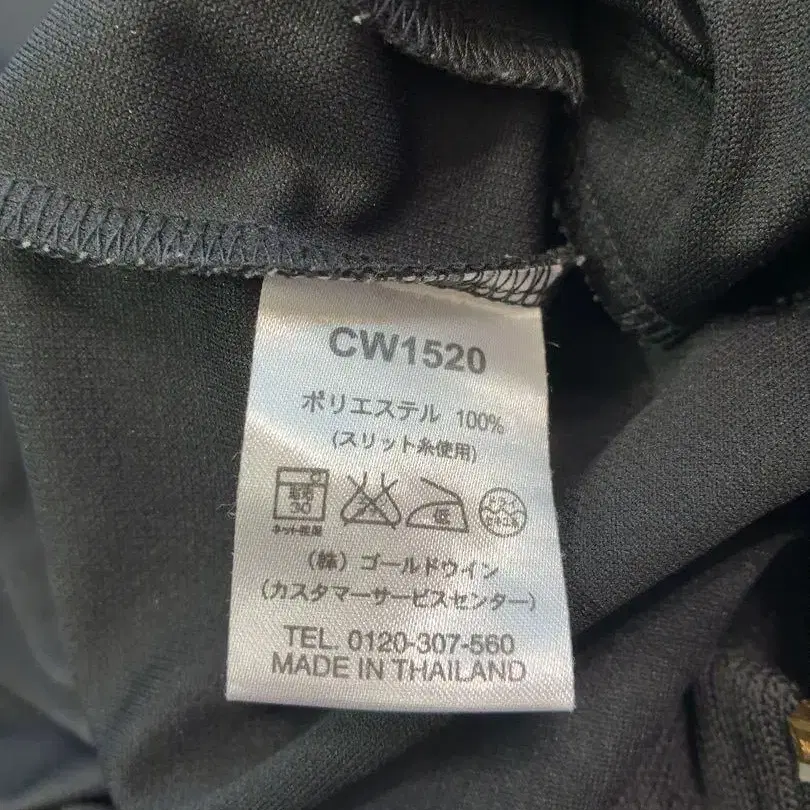 CW1520
ポリエステル 100%
(スリット糸使用)
30 低
ネット使用
(株) ゴールドウイン
(カスタマーサービスセンター)
TEL. 0120-307-560
MADE IN THAILAND